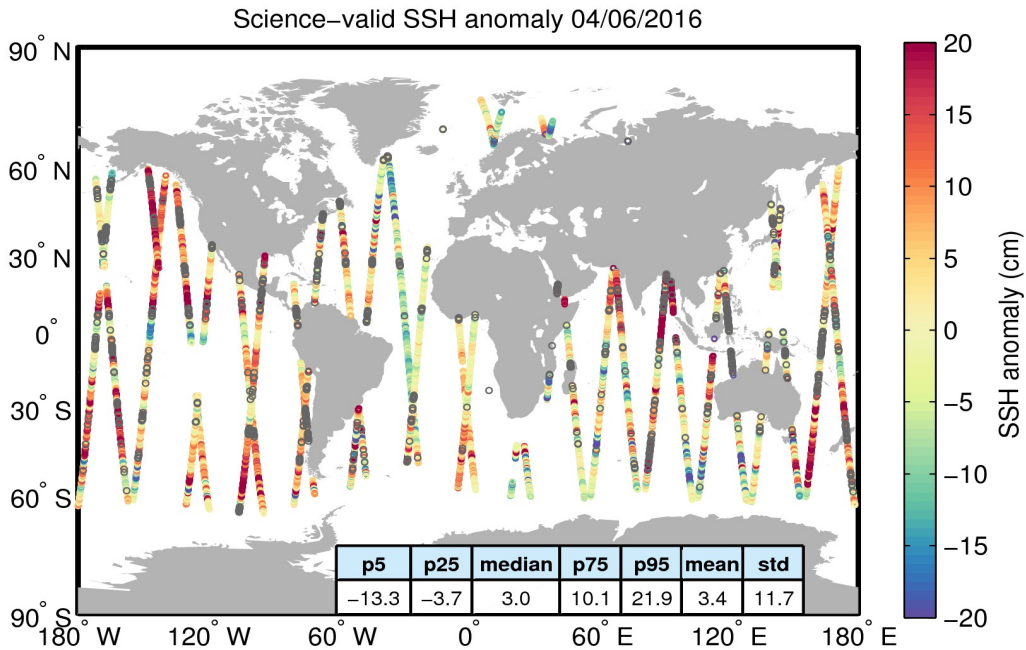 Science−valid SSH anomaly 04/06/2016
90° N
60° N
30° N
0°
30° S
60° S
90° S
180° W 120° W 60° W 0° 60° E 120° E 180° E
p5 p25 median p75 p95 mean std
−13.3 −3.7 3.0 10.1 21.9 3.4 11.7
20
15
10
5
0
−5
−10
−15
−20
SSH anomaly (cm)